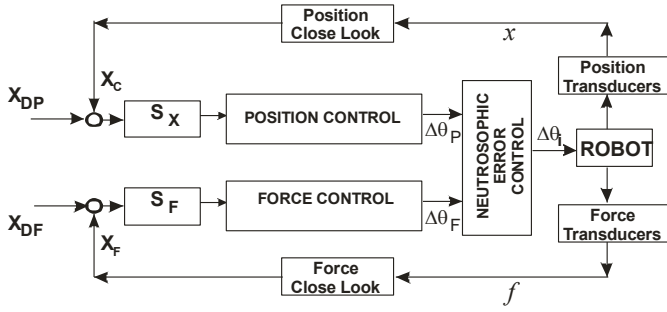 Position
Close Look
x
Position
Transducers
X_C
X_DP
S_X
POSITION CONTROL
Δθ_P
NEUTROSOPHIC
ERROR
CONTROL
Δθ_i
ROBOT
X_DF
S_F
FORCE CONTROL
Δθ_F
Force
Transducers
X_F
Force
Close Look
f